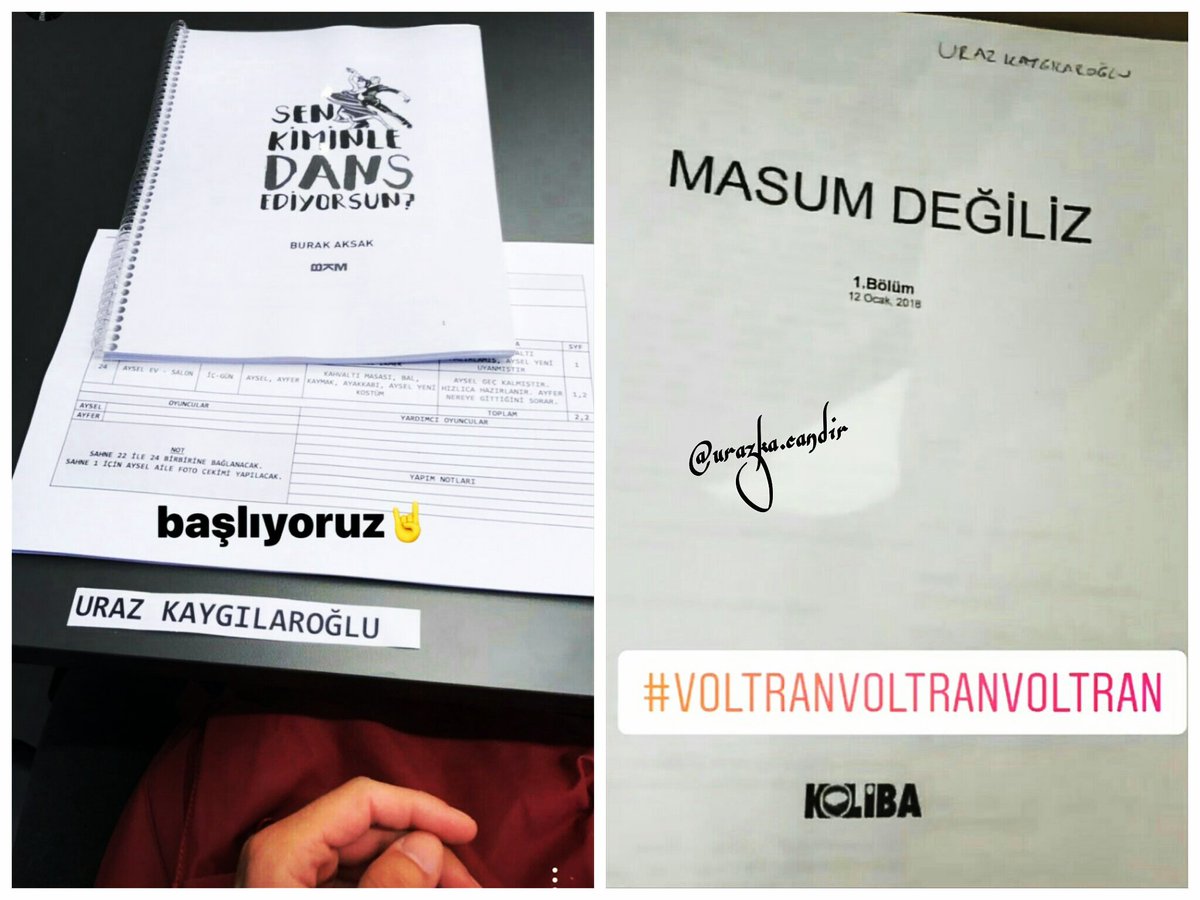 SEN
KİMİNLE
DANS
EDİYORSUN?
BURAK AKSAK
BKM
SYF
UYANMIŞTIR
1
24
AYSEL EV - SALON
İÇ-GÜN
AYSEL, AYFER
KAHVALTI MASASI, BAL,
KAYMAK, AYAKKABI, AYSEL YENİ
KOSTÜM
AYSEL GEÇ KALMIŞTIR.
HIZLICA HAZIRLANIR. AYFER
NEREYE GİTTİĞİNİ SORAR.
1,2
TOPLAM
2,2
OYUNCULAR
YARDIMCI OYUNCULAR
AYSEL
AYFER
NOT
SAHNE 22 İLE 24 BİRBİRİNE BAĞLANACAK.
SAHNE 1 İÇİN AYSEL AİLE FOTO ÇEKİMİ YAPILACAK.
YAPIM NOTLARI
başlıyoruz🤘
URAZ KAYGILAROĞLU
URAZ KAYGILAROĞLU
MASUM DEĞİLİZ
1.Bölüm
12 Ocak, 2018
@urazka.candir
#VOLTRANVOLTRANVOLTRAN
KOLİBA